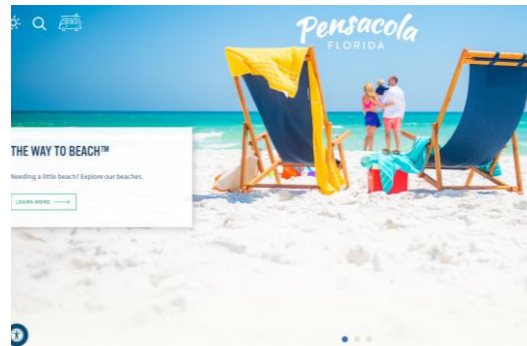 Pensacola
FLORIDA
THE WAY TO BEACH™
Needing a little beach? Explore our beaches.
LEARN MORE